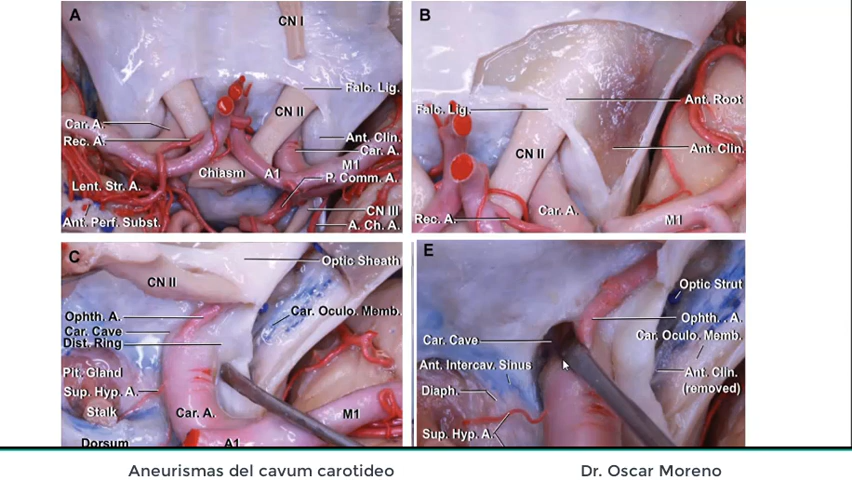 A
CN I
Falc. Lig.
CN II
Car. A.
Rec. A.
Ant. Clin.
Car. A.
M1
Chiasm
A1
P. Comm. A.
Lent. Str. A.
CN III
Ant. Perf. Subst.
A. Ch. A.
B
Falc. Lig.
Ant. Root
CN II
Ant. Clin.
Rec. A.
Car. A.
M1
C
Optic Sheath
CN II
Ophth. A.
Car. Oculo. Memb.
Car. Cave
Dist. Ring
Pit. Gland
Sup. Hyp. A.
Stalk
Car. A.
M1
Dorsum
A1
E
Optic Strut
Ophth. . A.
Car. Cave
Car. Oculo. Memb.
Ant. Intercav. Sinus
Ant. Clin.
(removed)
Diaph.
Sup. Hyp. A.
Aneurismas del cavum carotideo
Dr. Oscar Moreno